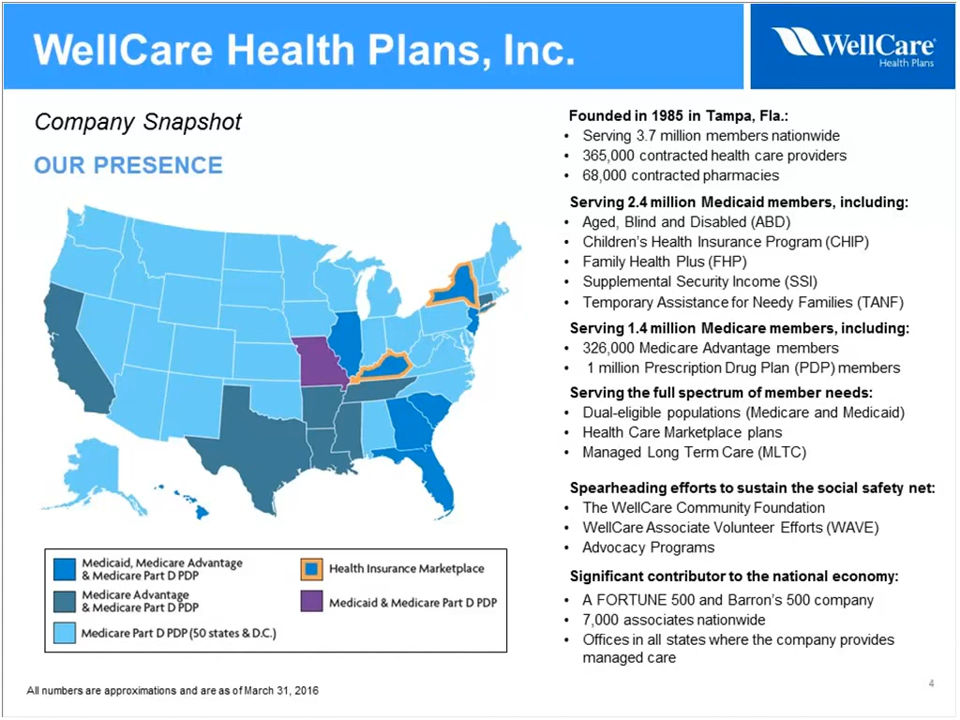 WellCare Health Plans, Inc.
WellCare®
Health Plans
Company Snapshot
OUR PRESENCE
Medicaid, Medicare Advantage
& Medicare Part D PDP
Medicare Advantage
& Medicare Part D PDP
Medicare Part D PDP (50 states & D.C.)
Health Insurance Marketplace
Medicaid & Medicare Part D PDP
Founded in 1985 in Tampa, Fla.:
• Serving 3.7 million members nationwide
• 365,000 contracted health care providers
• 68,000 contracted pharmacies
Serving 2.4 million Medicaid members, including:
• Aged, Blind and Disabled (ABD)
• Children's Health Insurance Program (CHIP)
• Family Health Plus (FHP)
• Supplemental Security Income (SSI)
• Temporary Assistance for Needy Families (TANF)
Serving 1.4 million Medicare members, including:
• 326,000 Medicare Advantage members
• 1 million Prescription Drug Plan (PDP) members
Serving the full spectrum of member needs:
• Dual-eligible populations (Medicare and Medicaid)
• Health Care Marketplace plans
• Managed Long Term Care (MLTC)
Spearheading efforts to sustain the social safety net:
• The WellCare Community Foundation
• WellCare Associate Volunteer Efforts (WAVE)
• Advocacy Programs
Significant contributor to the national economy:
• A FORTUNE 500 and Barron's 500 company
• 7,000 associates nationwide
• Offices in all states where the company provides
managed care
All numbers are approximations and are as of March 31, 2016
4